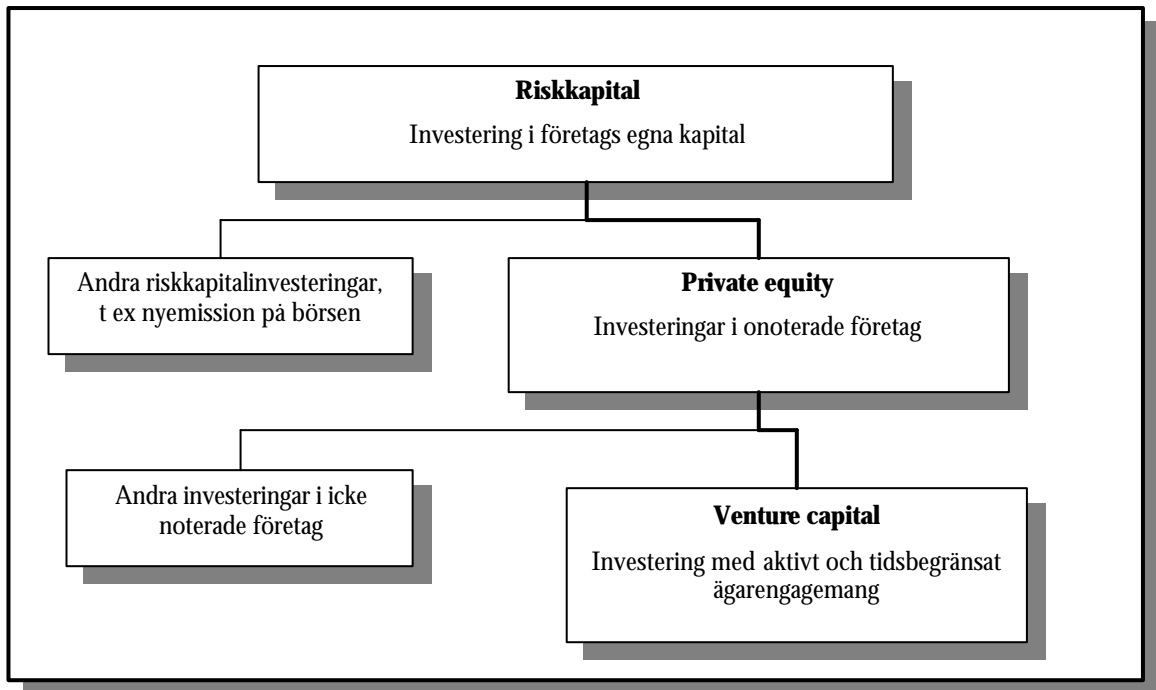 Riskkapital
Investering i företags egna kapital
Andra riskkapitalinvesteringar,
t ex nyemission på börsen
Private equity
Investeringar i onoterade företag
Andra investeringar i icke
noterade företag
Venture capital
Investering med aktivt och tidsbegränsat
ägarengagemang